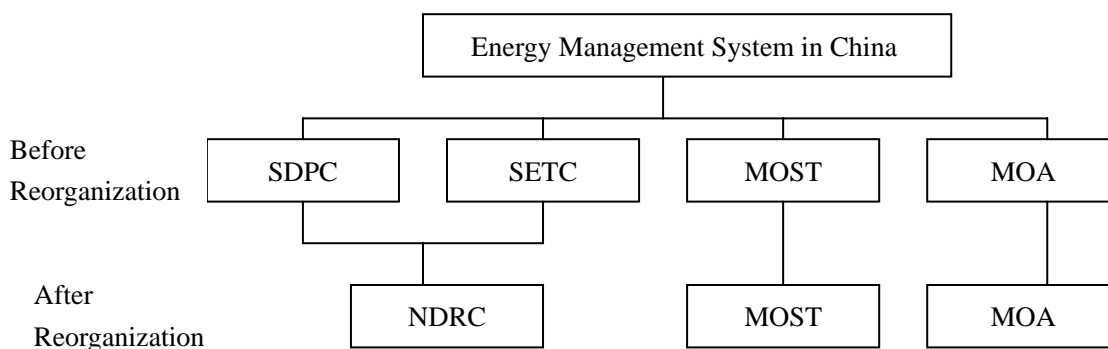 Energy Management System in China
Before
Reorganization
SDPC
SETC
MOST
MOA
After
Reorganization
NDRC
MOST
MOA